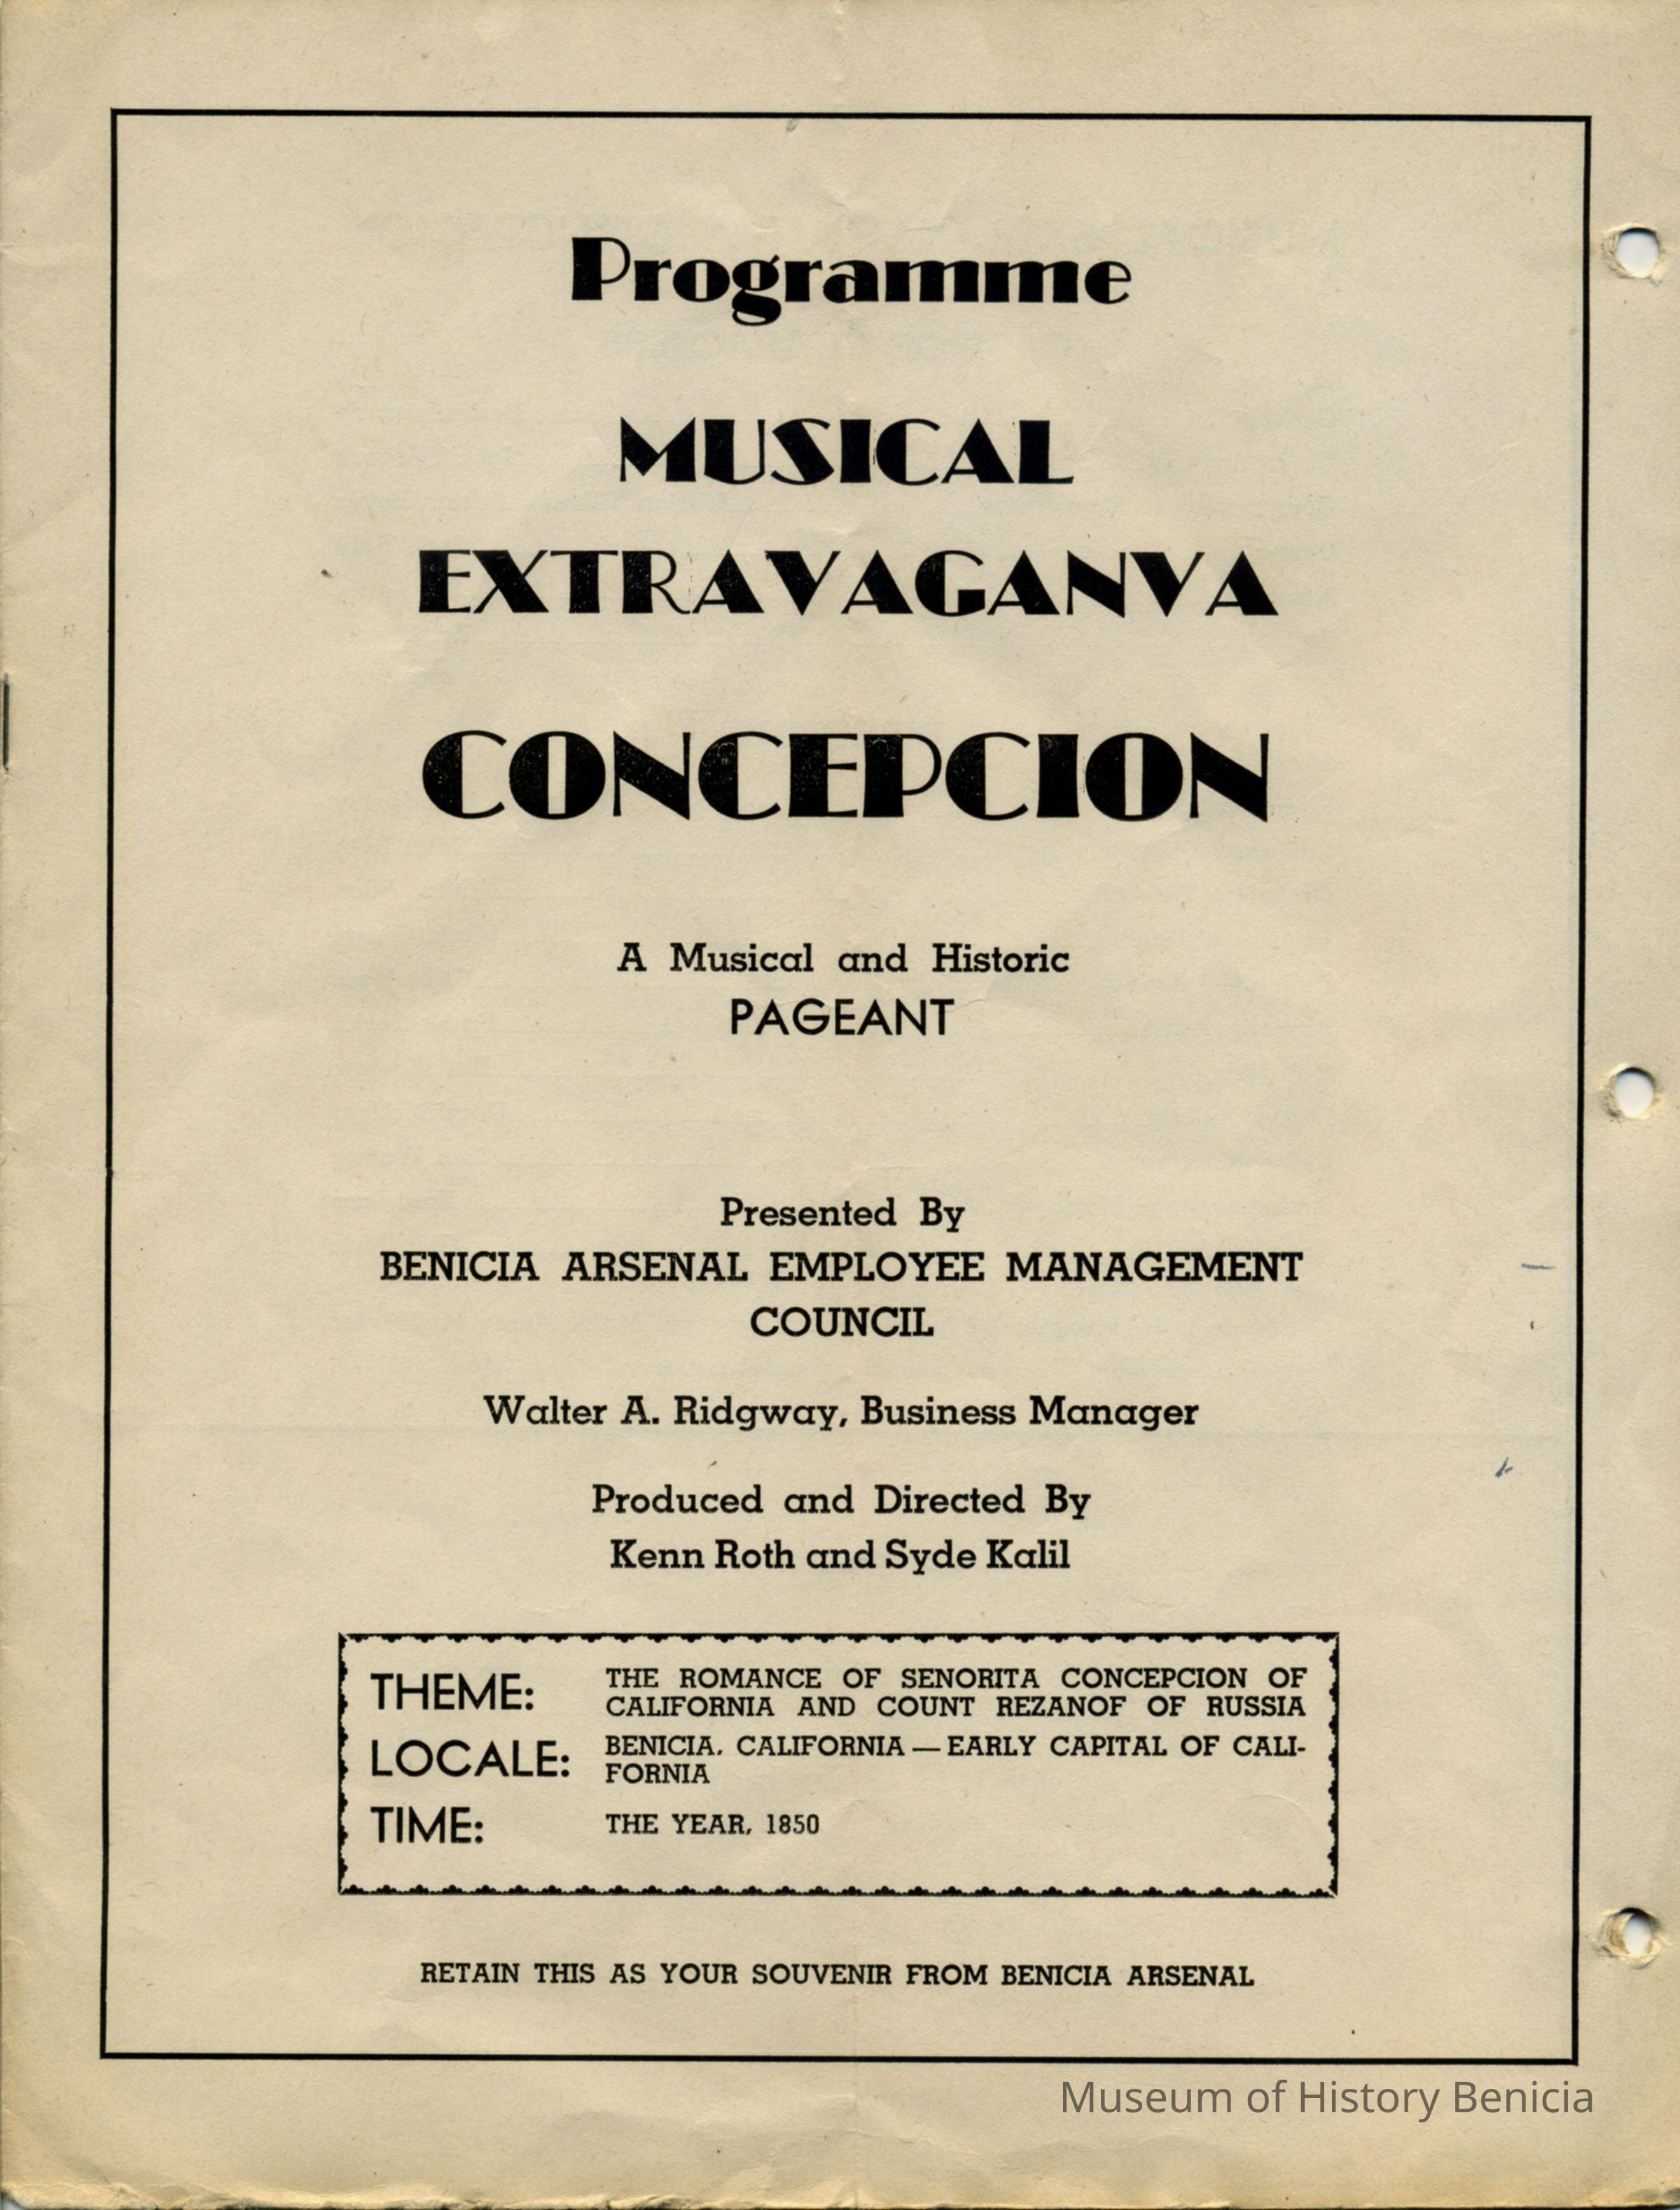 Programme
MUSICAL
EXTRAVAGANVA
CONCEPCION
A Musical and Historic
PAGEANT
Presented By
BENICIA ARSENAL EMPLOYEE MANAGEMENT
COUNCIL
Walter A. Ridgway, Business Manager
Produced and Directed By
Kenn Roth and Syde Kalil
THEME: THE ROMANCE OF SENORITA CONCEPCION OF
CALIFORNIA AND COUNT REZANOF OF RUSSIA
LOCALE: BENICIA, CALIFORNIA — EARLY CAPITAL OF CALI-
FORNIA
TIME: THE YEAR, 1850
RETAIN THIS AS YOUR SOUVENIR FROM BENICIA ARSENAL
Museum of History Benicia